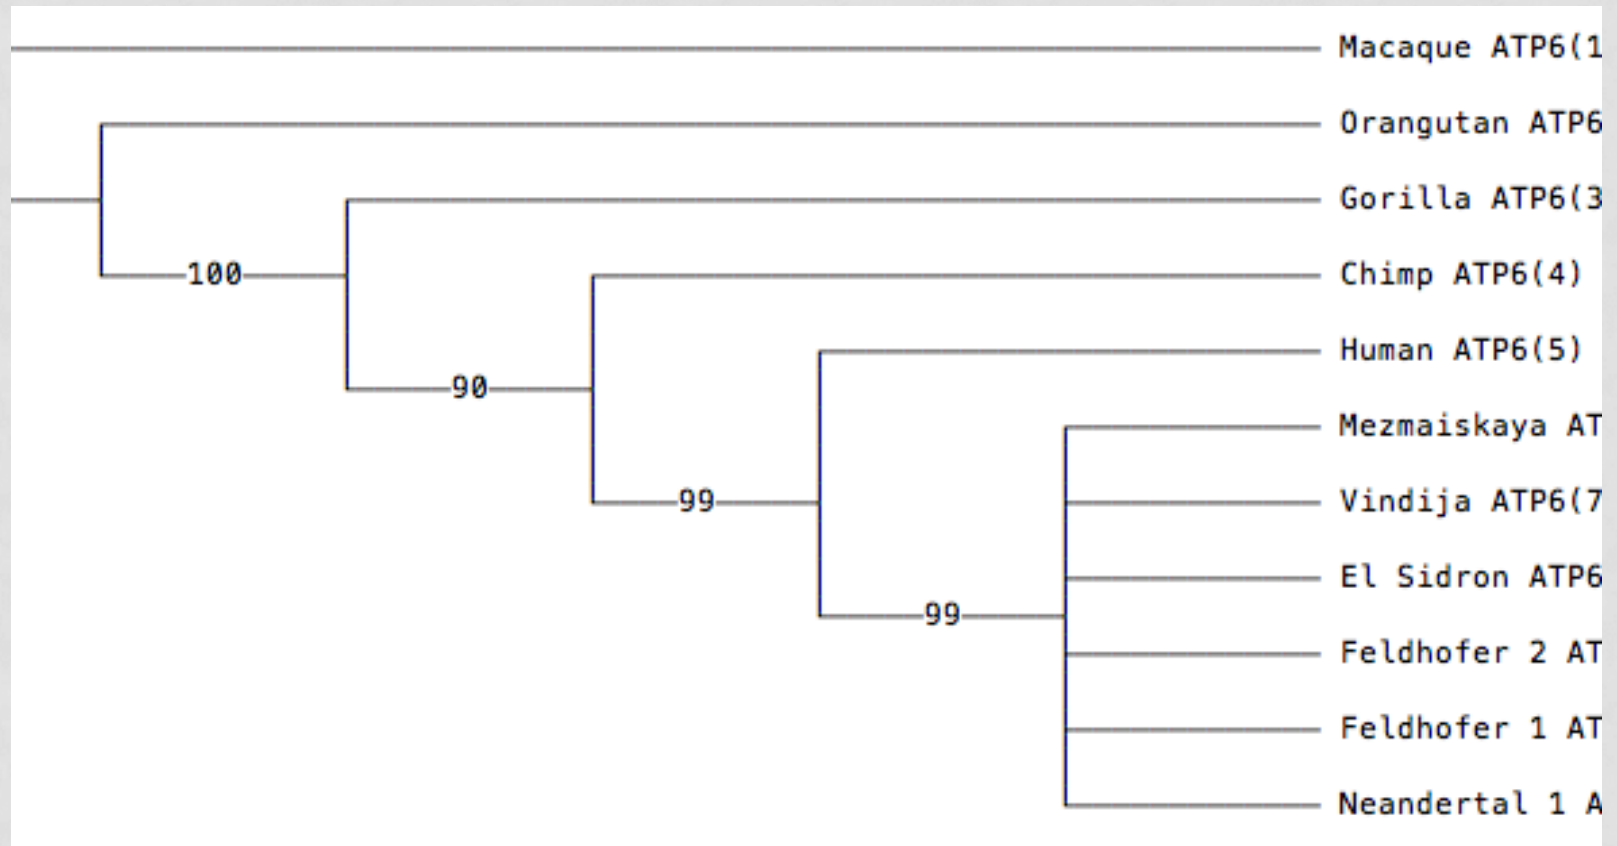 Macaque ATP6(1
Orangutan ATP6
Gorilla ATP6(3
100
Chimp ATP6(4)
Human ATP6(5)
90
Mezmaiskaya AT
99
Vindija ATP6(7
El Sidron ATP6
99
Feldhofer 2 AT
Feldhofer 1 AT
Neandertal 1 A